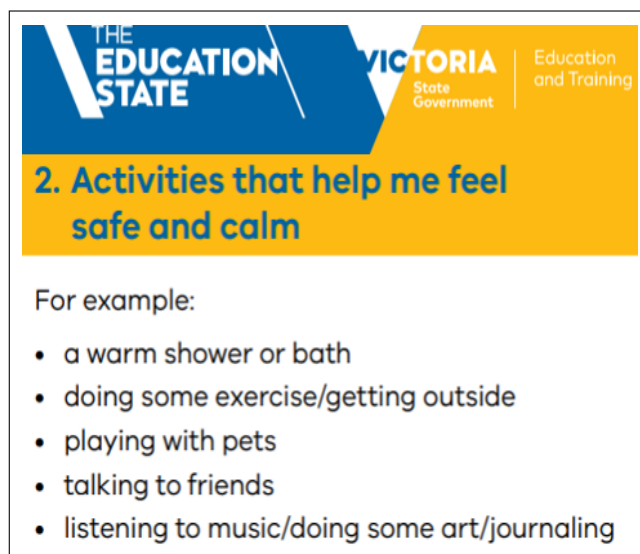 THE
EDUCATION
STATE
VICTORIA
State
Government
Education
and Training
2. Activities that help me feel
safe and calm
For example:
• a warm shower or bath
• doing some exercise/getting outside
• playing with pets
• talking to friends
• listening to music/doing some art/journaling